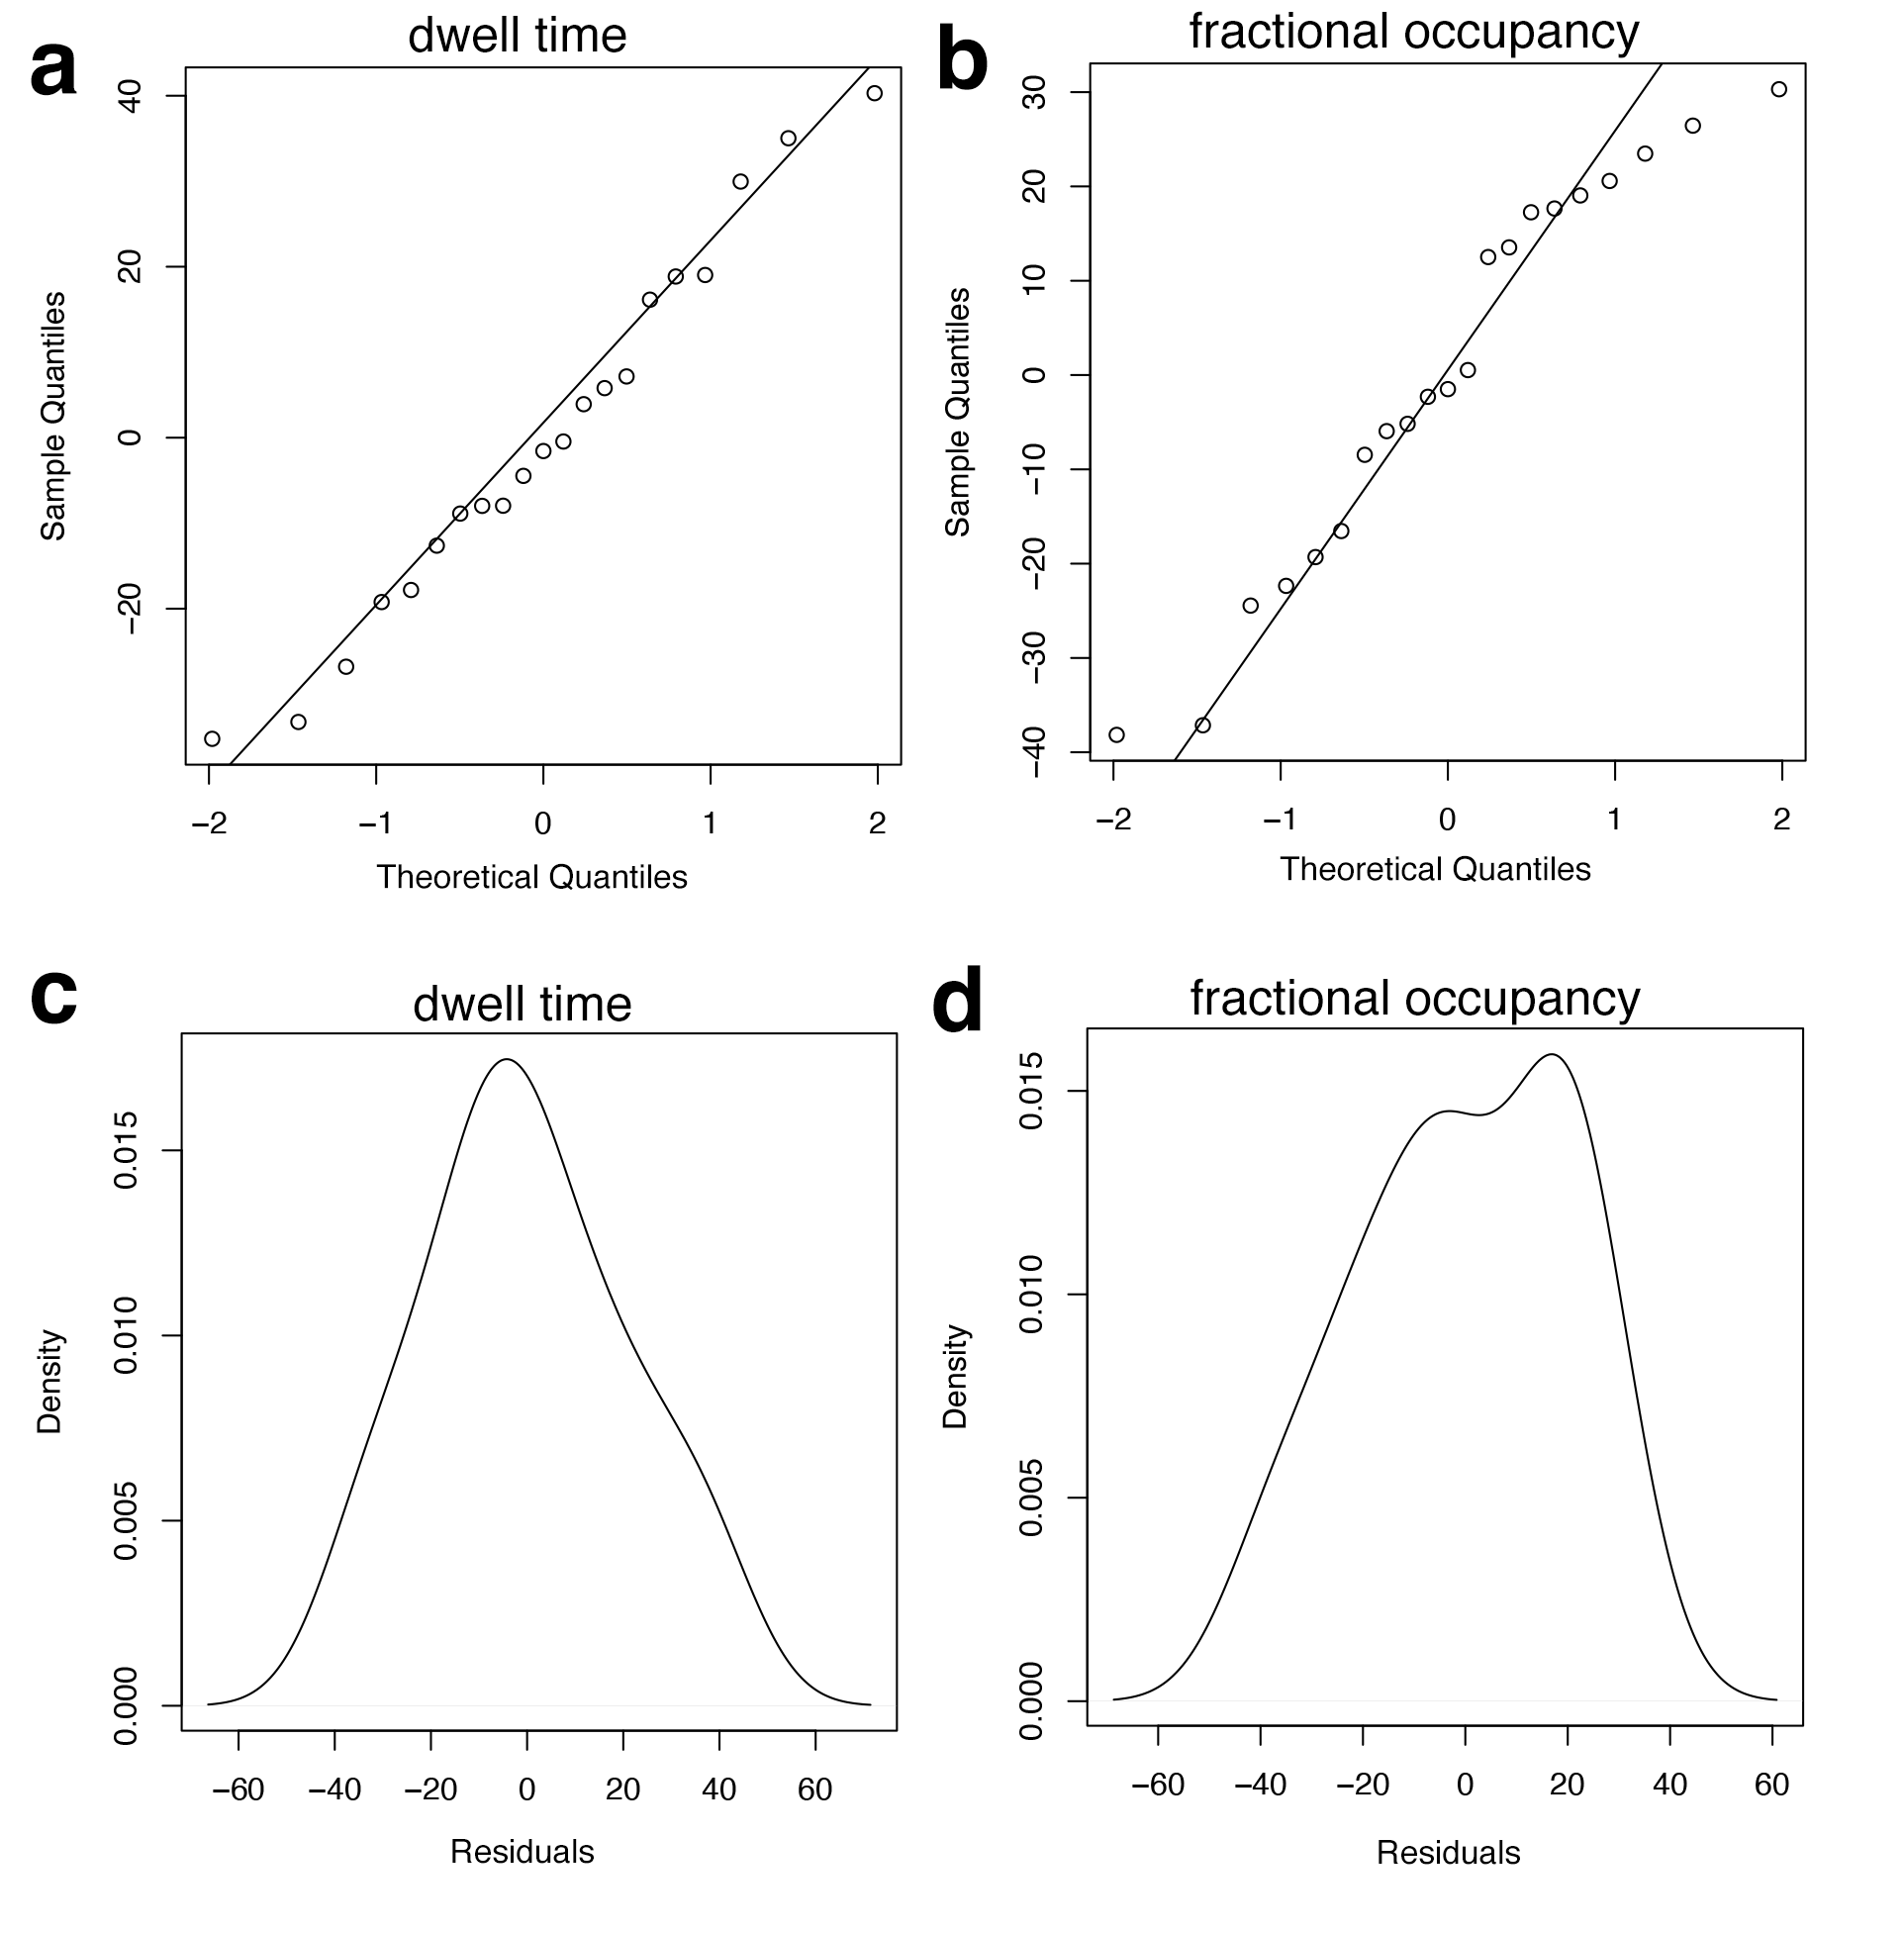 a
dwell time
Sample Quantiles
40
20
0
−20
−2 −1 0 1 2
Theoretical Quantiles
b
fractional occupancy
Sample Quantiles
30
20
10
0
−10
−20
−30
−40
−2 −1 0 1 2
Theoretical Quantiles
c
dwell time
Density
0.015
0.010
0.005
0.000
−60 −40 −20 0 20 40 60
Residuals
d
fractional occupancy
Density
0.015
0.010
0.005
0.000
−60 −40 −20 0 20 40 60
Residuals